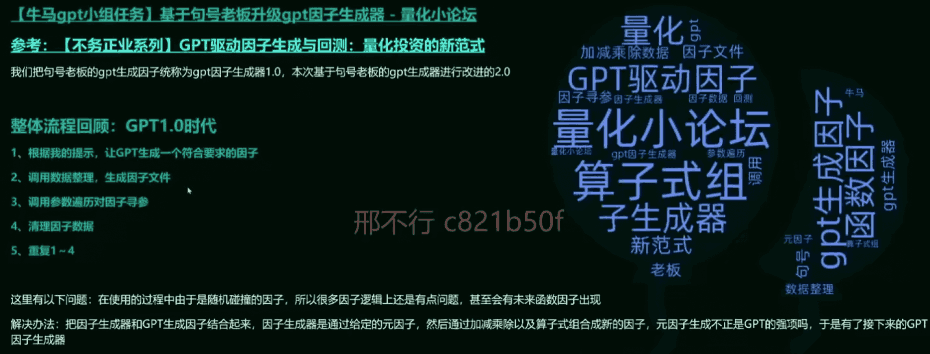 【牛马gpt小组任务】基于句号老板升级gpt因子生成器 - 量化小论坛
参考：【不务正业系列】GPT驱动因子生成与回测：量化投资的新范式
我们把句号老板的gpt生成因子统称为gpt因子生成器1.0，本次基于句号老板的gpt生成器进行改进的2.0
整体流程回顾：GPT1.0时代
1、根据我的提示，让GPT生成一个符合要求的因子
2、调用数据整理，生成因子文件
3、调用参数遍历对因子寻参
4、清理因子数据
5、重复1～4
这里有以下问题：在使用的过程中由于是随机碰撞的因子，所以很多因子逻辑上还是有点问题，甚至会有未来函数因子出现
解决办法：把因子生成器和GPT生成因子结合起来，因子生成器是通过给定的元因子，然后通过加减乘除以及算子式组合成新的因子，元因子生成不正是GPT的强项吗，于是有了接下来的GPT
因子生成器
邢不行 c821b50f
量化
gpt
加减乘除数据 因子文件
GPT驱动因子
因子寻参 因子生成器 因子数据 回测
量化小论坛
量化小论坛 gpt因子生成器 参数遍历
调用
算子式组
子生成器
新范式
老板
牛马
gpt生成因子
函数因子
gpt生成器
元因子
算子式组
句号
数据整理